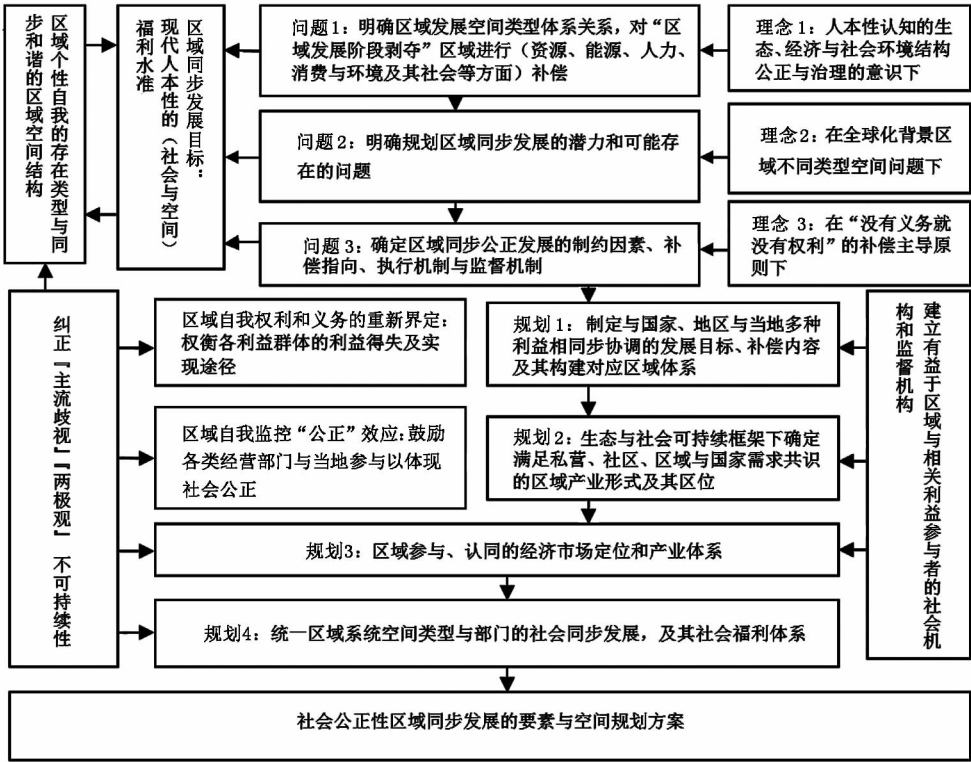 区域个性自我的存在类型与同
步和谐的区域空间结构
区域同步发展目标：
现代人本性的（社会与空间）
福利水准
问题1：明确区域发展空间类型体系关系，对“区
域发展阶段剥夺”区域进行（资源、能源、人力、
消费与环境及其社会等方面）补偿
理念1：人本性认知的生
态、经济与社会环境结构
公正与治理的意识下
问题2：明确规划区域同步发展的潜力和可能存
在的问题
理念2：在全球化背景区
域不同类型空间问题下
问题3：确定区域同步公正发展的制约因素、补
偿指向、执行机制与监督机制
理念 3：在“没有义务就
没有权利”的补偿主导原
则下
纠正『主流歧视』『两极观』不可持续性
区域自我权利和义务的重新界定：
权衡各利益群体的利益得失及实
现途径
规划1：制定与国家、地区与当地多种
利益相同步协调的发展目标、补偿内容
及其构建对应区域体系
建立有益于区域与相关利益参与者的社会机
构和监督机构
区域自我监控“公正”效应：鼓励
各类经营部门与当地参与以体现
社会公正
规划2：生态与社会可持续框架下确定
满足私营、社区、区域与国家需求共识
的区域产业形式及其区位
规划3：区域参与、认同的经济市场定位和产业体系
规划4：统一区域系统空间类型与部门的社会同步发展，及其社会福利体系
社会公正性区域同步发展的要素与空间规划方案